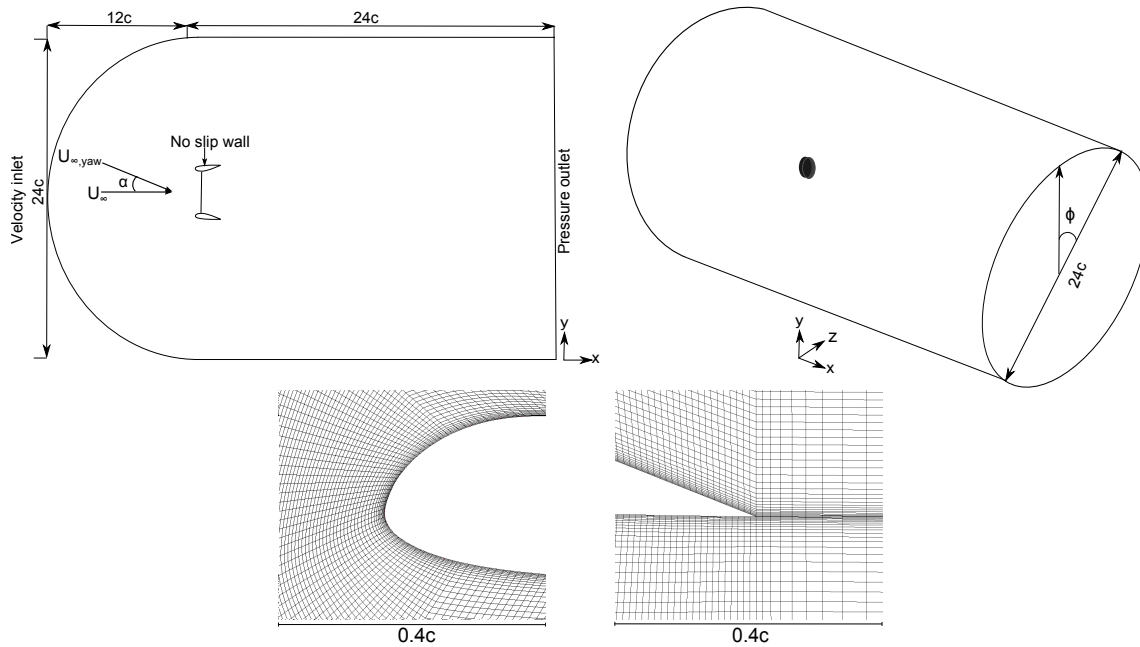 12c
24c
No slip wall
U∞,yaw
α
U∞
Velocity inlet
24c
Pressure outlet
y
x
ϕ
24c
y
z
x
0.4c
0.4c